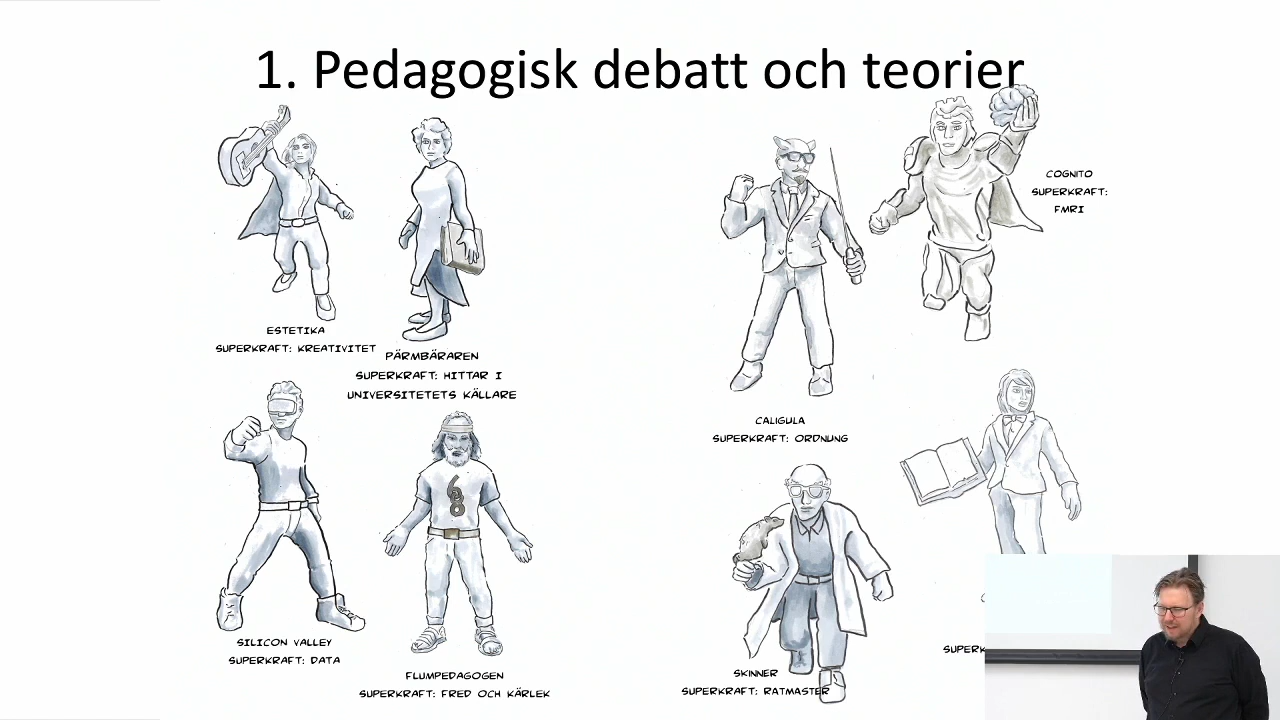 1. Pedagogisk debatt och teorier
ESTETIKA
SUPERKRAFT: KREATIVITET
PÄRMBÄRAREN
SUPERKRAFT: HITTAR I
UNIVERSITETETS KÄLLARE
CALIGULA
SUPERKRAFT: ORDNUNG
COGNITO
SUPERKRAFT:
FMRI
SILICON VALLEY
SUPERKRAFT: DATA
68
FLUMPEDAGOGEN
SUPERKRAFT: FRED OCH KÄRLEK
SKINNER
SUPERKRAFT: RATMASTER